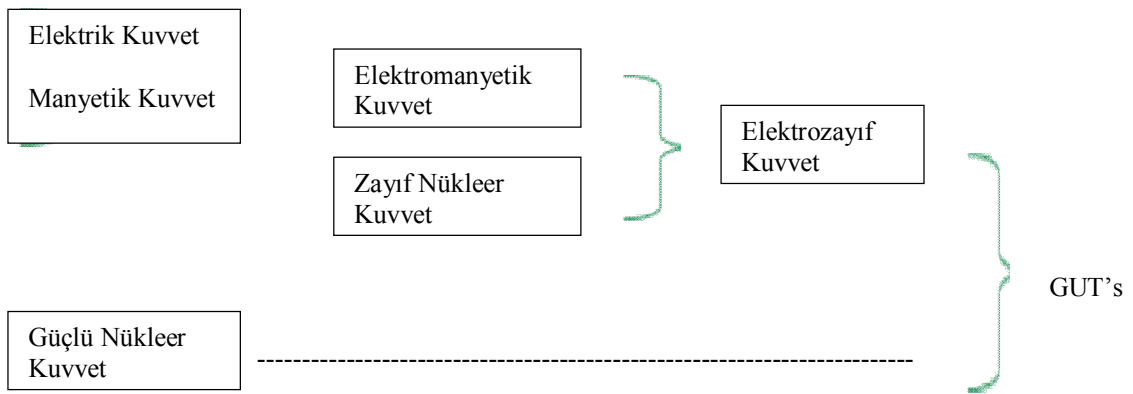 Elektrik Kuvvet
Manyetik Kuvvet
Elektromanyetik
Kuvvet
Zayıf Nükleer
Kuvvet
Elektrozayıf
Kuvvet
GUT’s
Güçlü Nükleer
Kuvvet